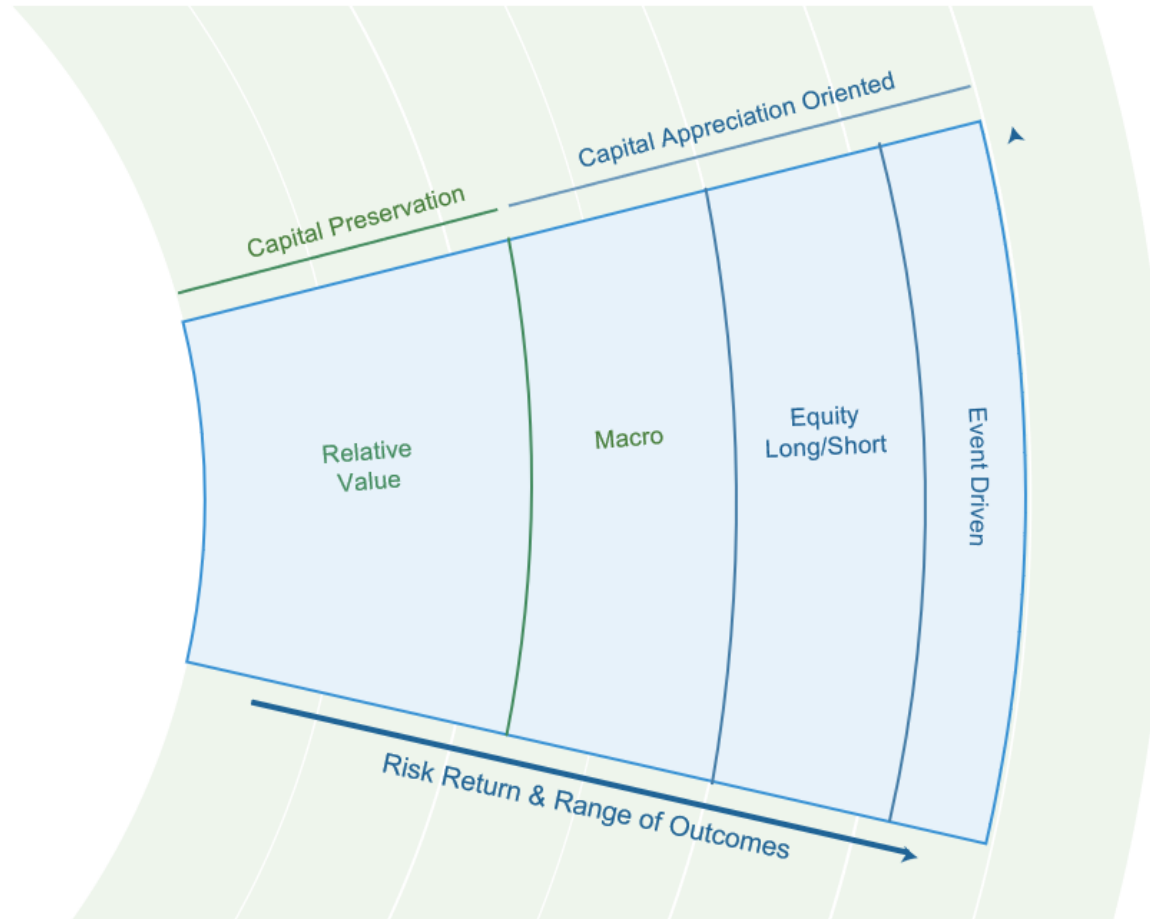 Capital Appreciation Oriented
Capital Preservation
Relative
Value
Macro
Equity
Long/Short
Event Driven
Risk Return & Range of Outcomes